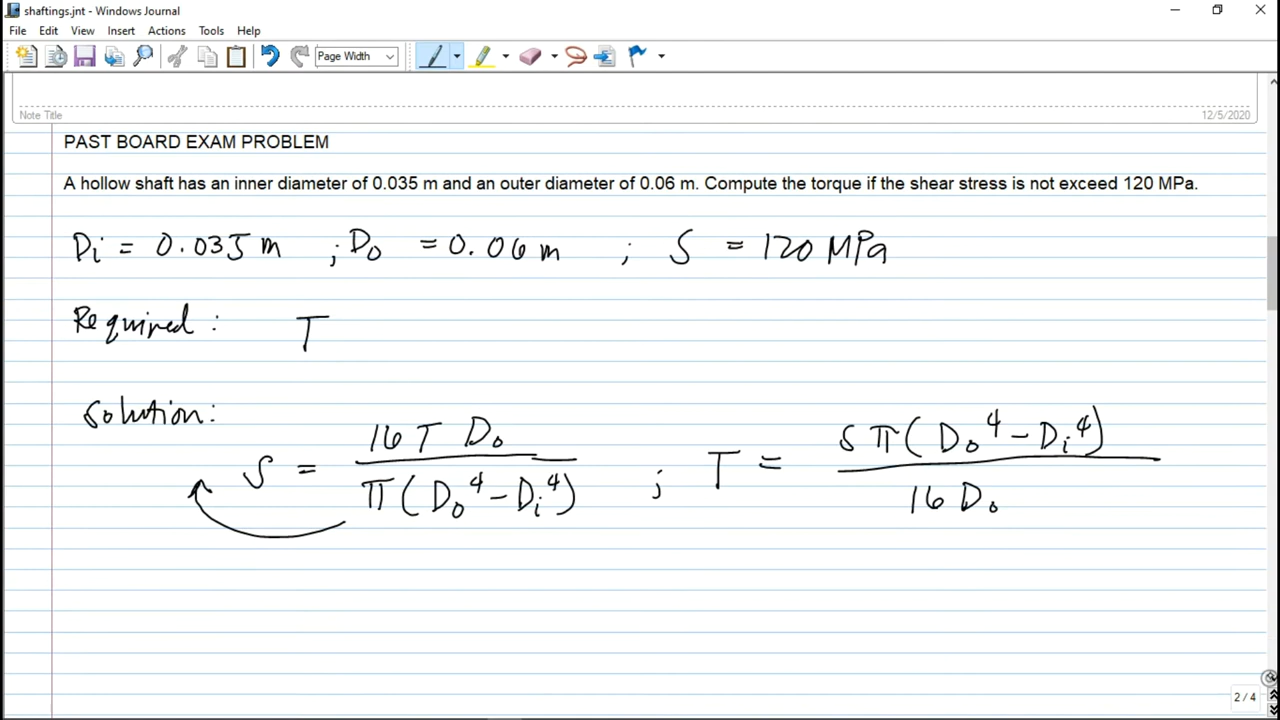 shaftings.jnt - Windows Journal
File Edit View Insert Actions Tools Help
Page Width
Note Title
12/5/2020
PAST BOARD EXAM PROBLEM
A hollow shaft has an inner diameter of 0.035 m and an outer diameter of 0.06 m. Compute the torque if the shear stress is not exceed 120 MPa.
Di = 0.035 m ; Do = 0.06 m ; S = 120 MPa
Required: T
Solution:
S = 16 T Do / π(Do⁴ - Di⁴) ; T = S π(Do⁴ - Di⁴) / 16 Do
2 / 4